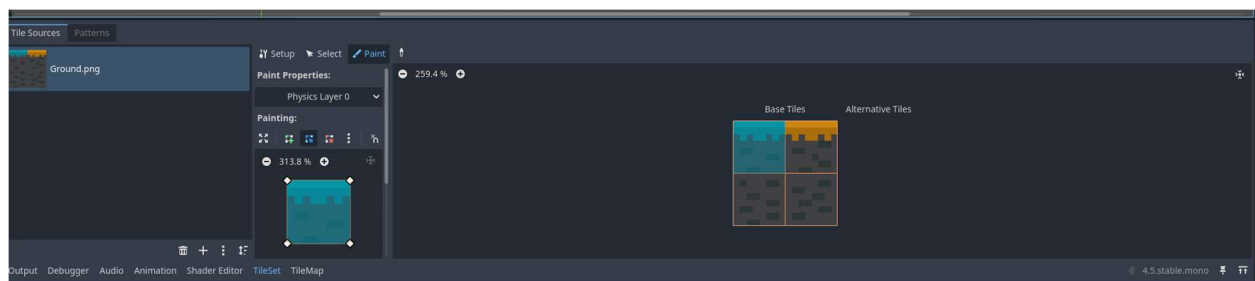 Tile Sources Patterns
Ground.png
Setup Select Paint
Paint Properties:
Physics Layer 0
Painting:
313.8 %
259.4 %
Base Tiles Alternative Tiles
Output Debugger Audio Animation Shader Editor TileSet TileMap
4.5.stable.mono